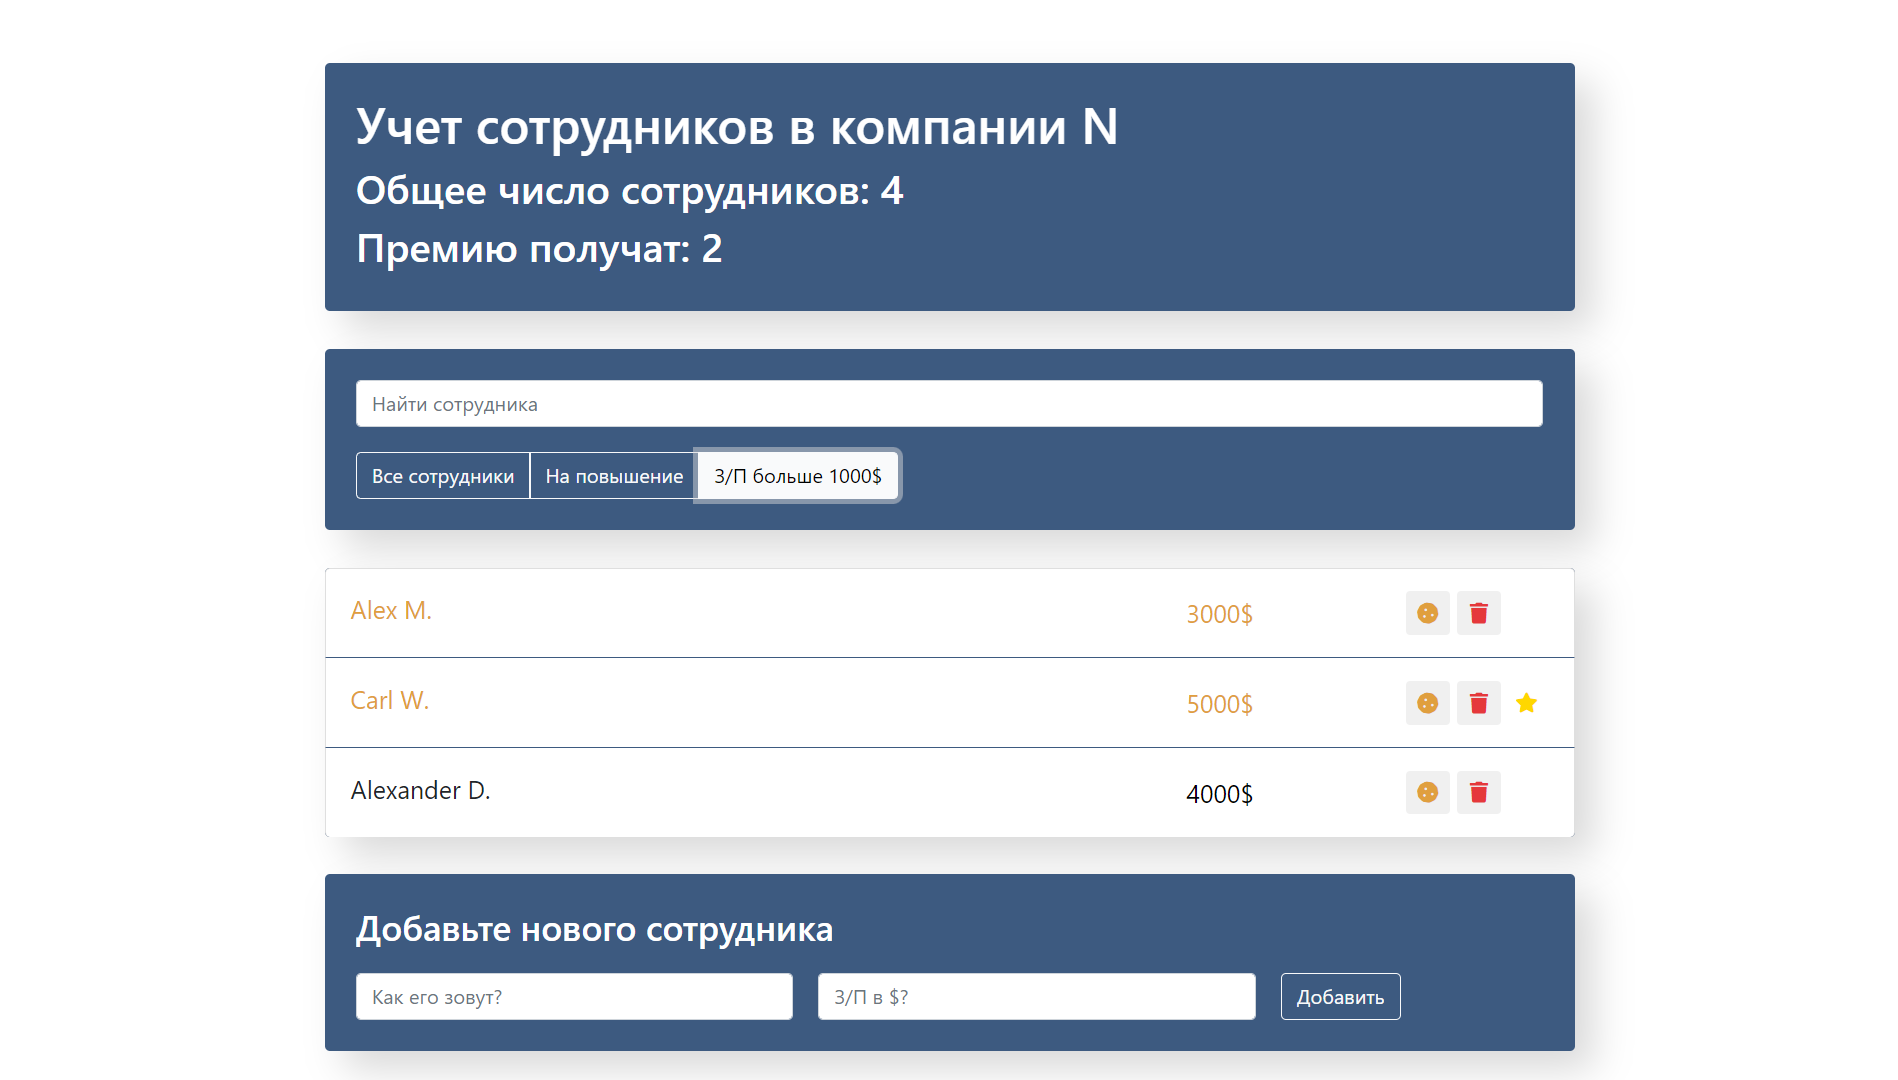 Учет сотрудников в компании N
Общее число сотрудников: 4
Премию получат: 2
Найти сотрудника
Все сотрудники На повышение З/П больше 1000$
Alex M. 3000$
Carl W. 5000$
Alexander D. 4000$
Добавьте нового сотрудника
Как его зовут? З/П в $? Добавить